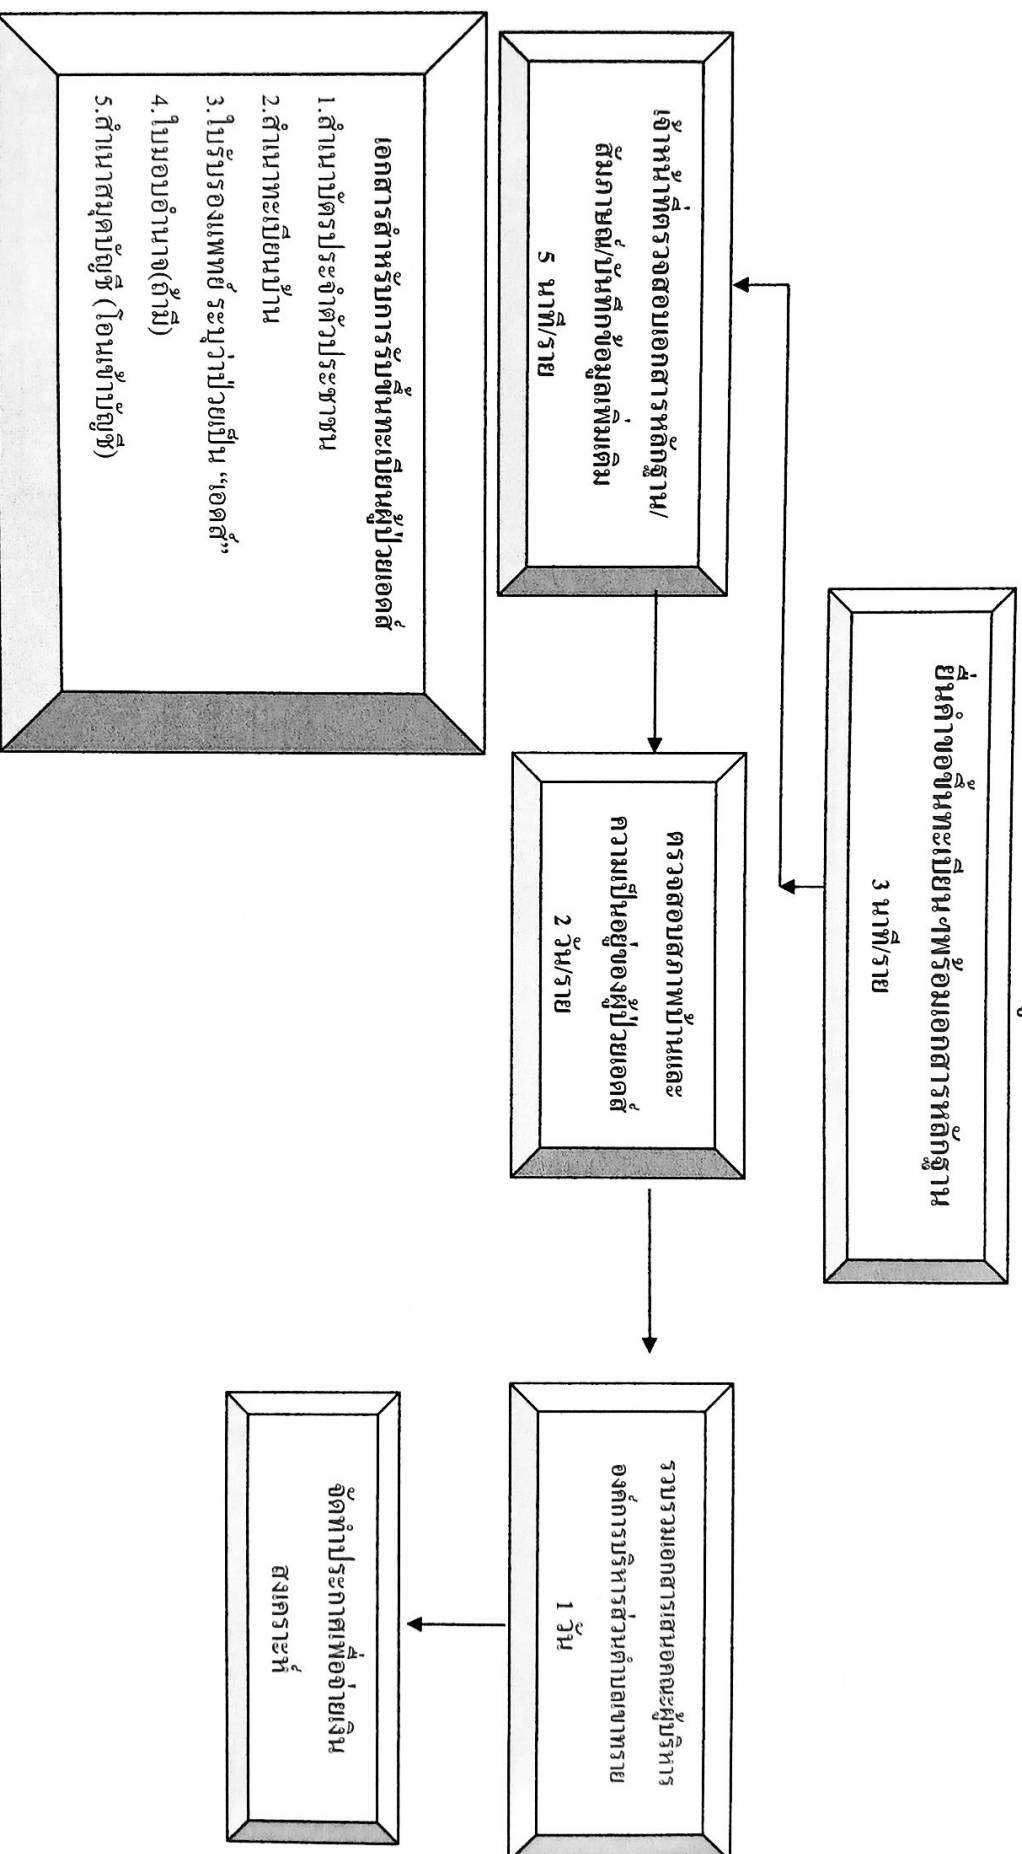 ยื่นคำขอขึ้นทะเบียนฯพร้อมเอกสารหลักฐาน
3 นาที/ราย
เจ้าหน้าที่ตรวจสอบเอกสารหลักฐาน/
สัมภาษณ์/บันทึกข้อมูลเพิ่มเติม
5 นาที/ราย
ตรวจสอบสภาพบ้านและ
ความเป็นอยู่ของผู้ป่วยเอดส์
2 วัน/ราย
รวบรวมเอกสารเสนอคณะผู้บริหาร
องค์การบริหารส่วนตำบลเขาทราย
1 วัน
จัดทำประกาศเพื่อจ่ายเงิน
สงเคราะห์
เอกสารสำหรับการรับขึ้นทะเบียนผู้ป่วยเอดส์
1.สำเนาบัตรประจำตัวประชาชน
2.สำเนาทะเบียนบ้าน
3.ใบรับรองแพทย์ ระบุว่าป่วยเป็น “เอดส์”
4.ใบมอบอำนาจ(ถ้ามี)
5.สำเนาสมุดบัญชี (โอนเข้าบัญชี)